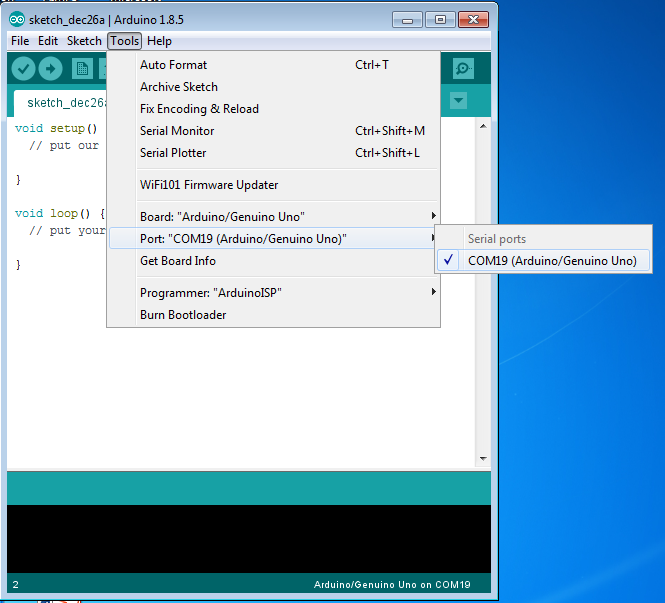 sketch_dec26a | Arduino 1.8.5
File Edit Sketch Tools Help
Auto Format Ctrl+T
Archive Sketch
sketch_dec26a
Fix Encoding & Reload
void setup()
Serial Monitor Ctrl+Shift+M
// put our
Serial Plotter Ctrl+Shift+L
}
WiFi101 Firmware Updater
void loop() {
Board: "Arduino/Genuino Uno"
// put your
Port: "COM19 (Arduino/Genuino Uno)"
Serial ports
Get Board Info
✓ COM19 (Arduino/Genuino Uno)
}
Programmer: "ArduinoISP"
Burn Bootloader
2 Arduino/Genuino Uno on COM19